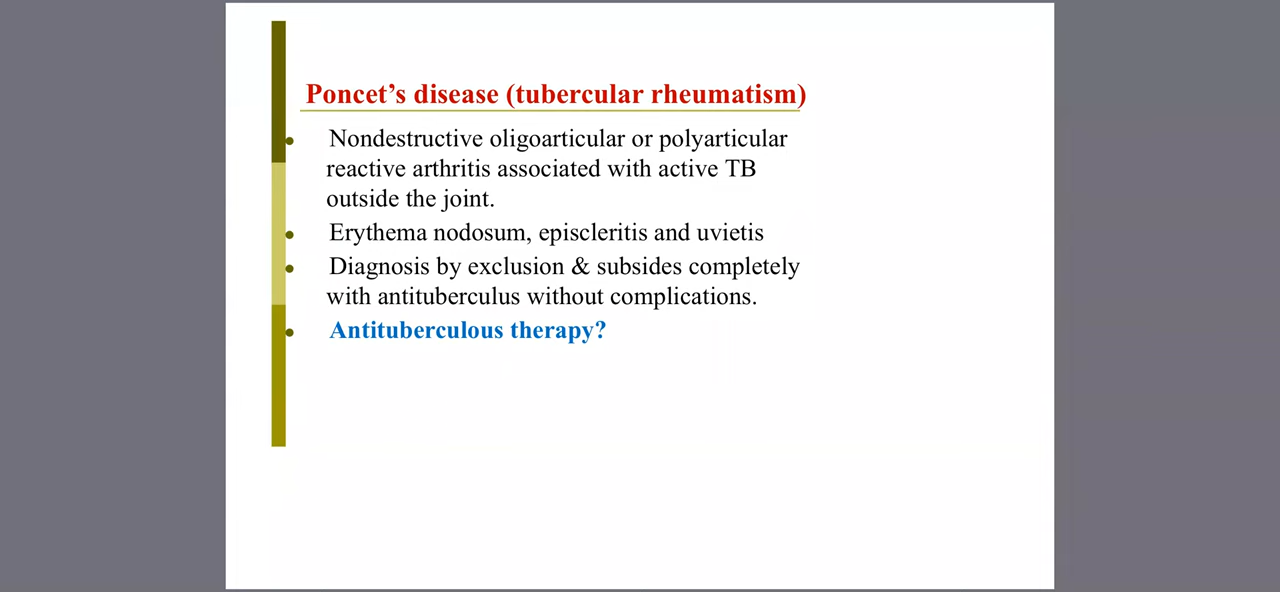 Poncet’s disease (tubercular rheumatism)
• Nondestructive oligoarticular or polyarticular
reactive arthritis associated with active TB
outside the joint.
• Erythema nodosum, episcleritis and uvietis
• Diagnosis by exclusion & subsides completely
with antituberculus without complications.
• Antituberculous therapy?